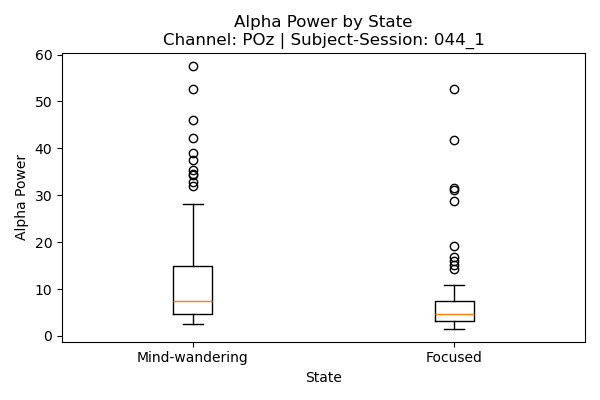 Alpha Power by State
Channel: POz | Subject-Session: 044_1
60
50
40
30
20
10
0
Alpha Power
Mind-wandering
Focused
State